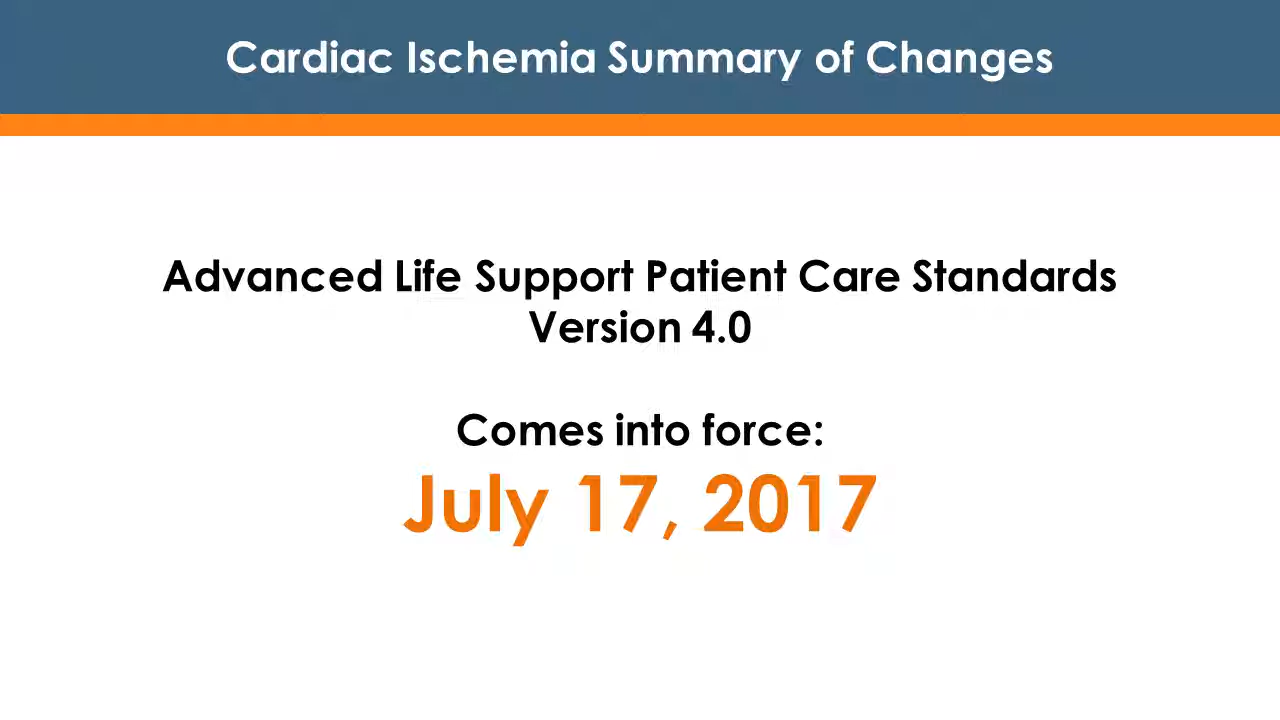 Cardiac Ischemia Summary of Changes
Advanced Life Support Patient Care Standards
Version 4.0
Comes into force:
July 17, 2017